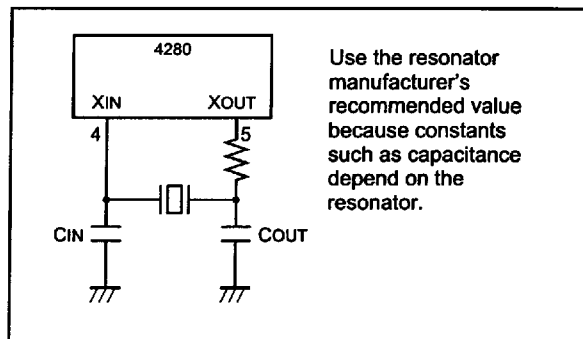 4280
XIN XOUT
4 5
CIN COUT
Use the resonator
manufacturer's
recommended value
because constants
such as capacitance
depend on the
resonator.